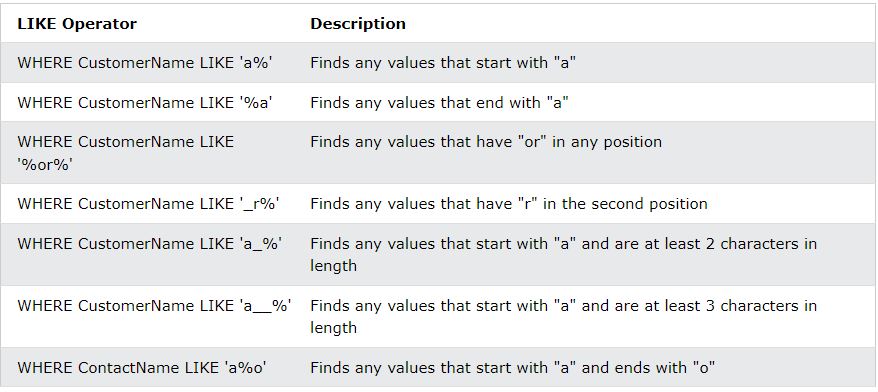 LIKE Operator Description
WHERE CustomerName LIKE 'a%' Finds any values that start with "a"
WHERE CustomerName LIKE '%a' Finds any values that end with "a"
WHERE CustomerName LIKE Finds any values that have "or" in any position
'%or%'
WHERE CustomerName LIKE '_r%' Finds any values that have "r" in the second position
WHERE CustomerName LIKE 'a_%' Finds any values that start with "a" and are at least 2 characters in
length
WHERE CustomerName LIKE 'a__%' Finds any values that start with "a" and are at least 3 characters in
length
WHERE ContactName LIKE 'a%o' Finds any values that start with "a" and ends with "o"